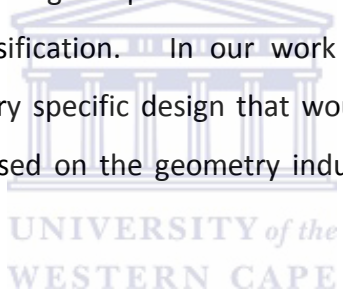 sification. In our work
ry specific design that wou
sed on the geometry indu
UNIVERSITY of the
WESTERN CAPE